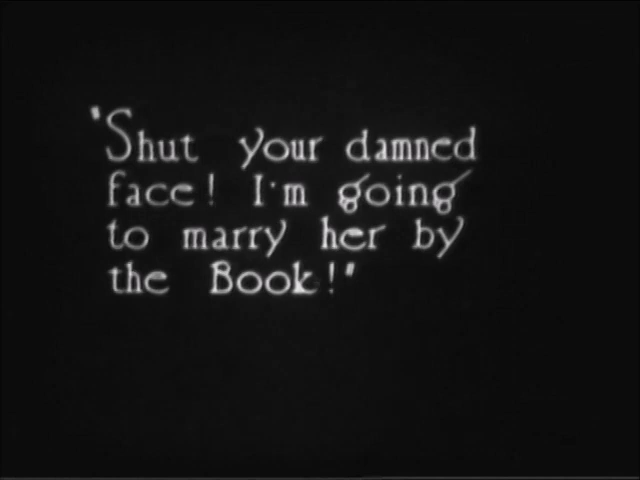 "Shut your damned
face! I'm going
to marry her by
the Book!"